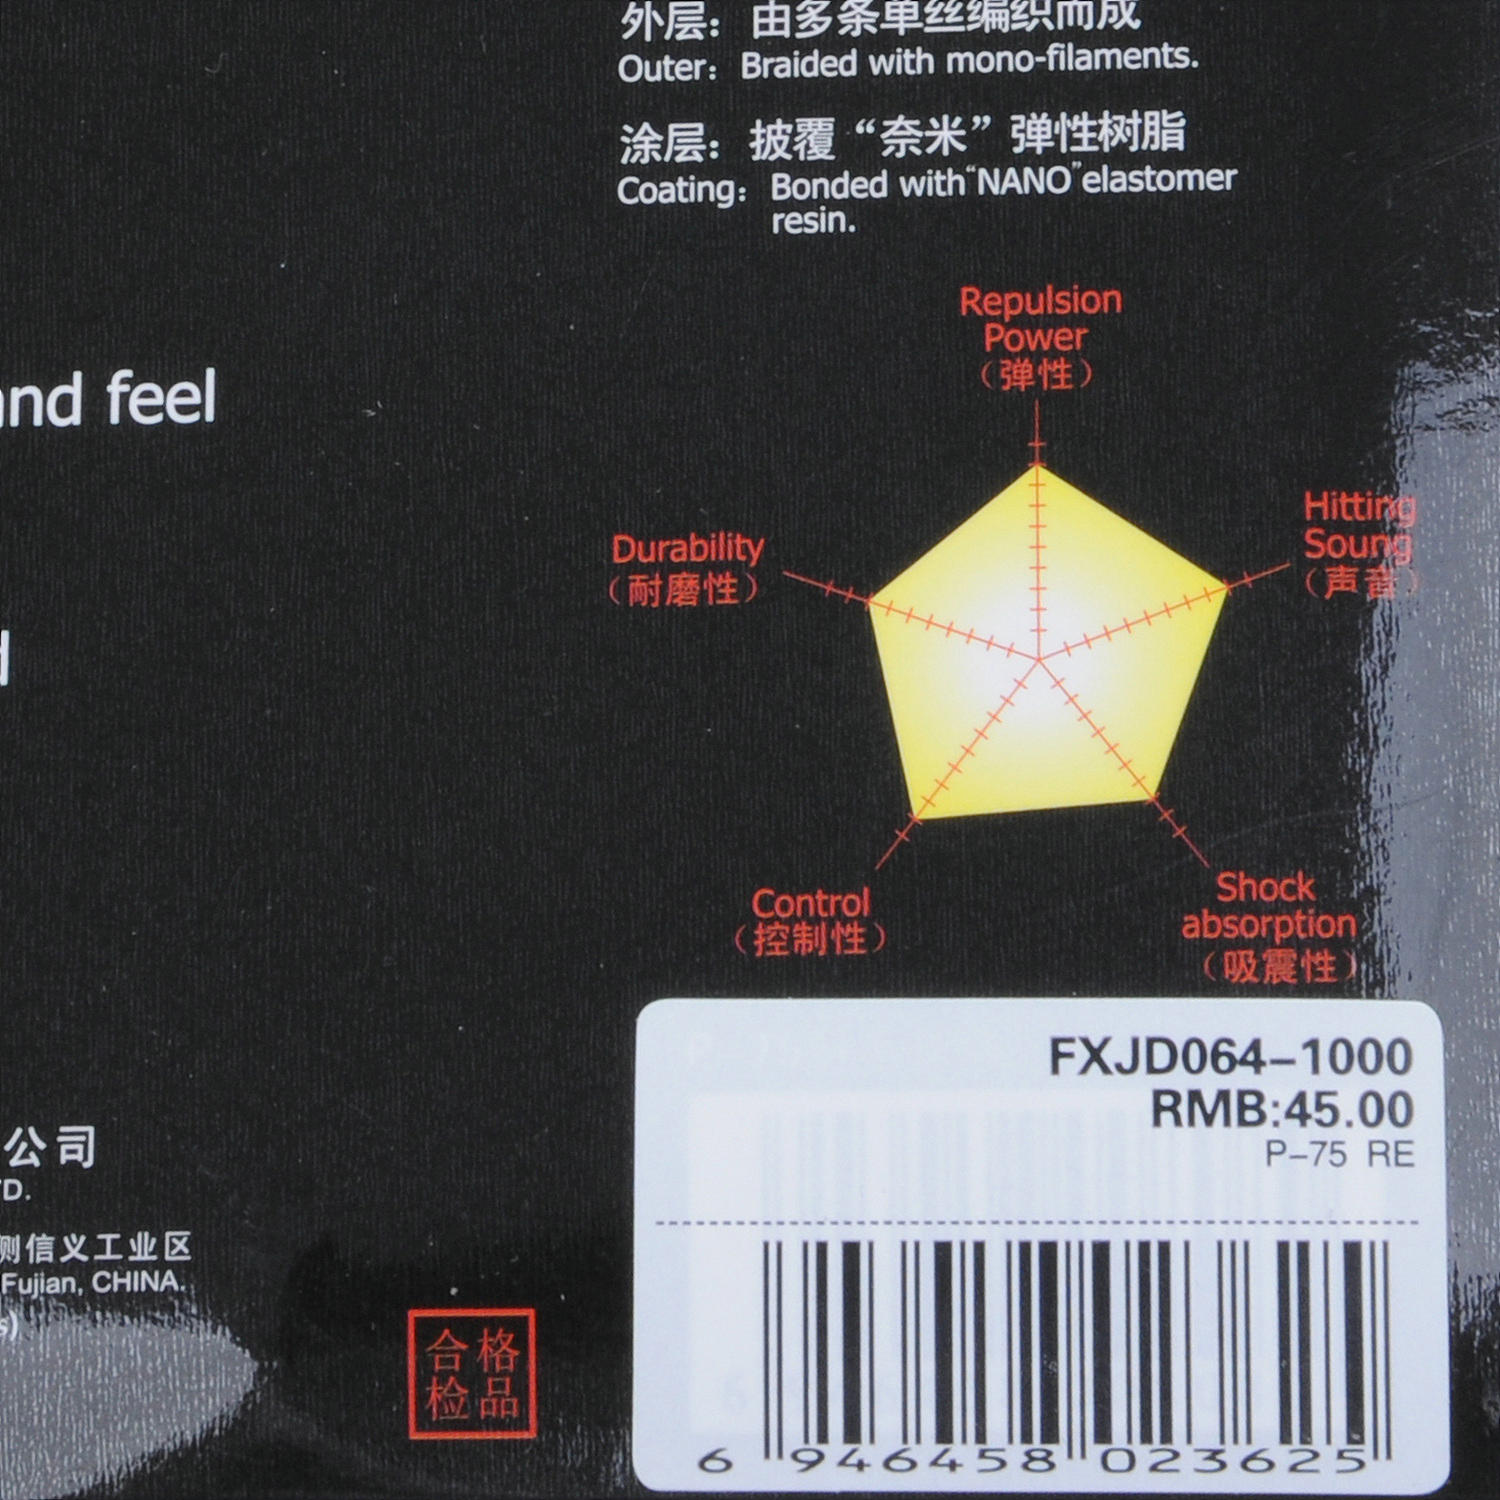 外层：由多条单丝编织而成
Outer: Braided with mono-filaments.
涂层：披覆“奈米”弹性树脂
Coating: Bonded with“NANO”elastomer
resin.
Repulsion
Power
（弹性）
and feel
Hitting
Soung
（声音）
Durability
（耐磨性）
Control
（控制性）
Shock
absorption
（吸震性）
FXJD064-1000
RMB:45.00
P-75 RE
公司
TD.
测信义工业区
Fujian, CHINA.
合格
检品
6 946458 023625